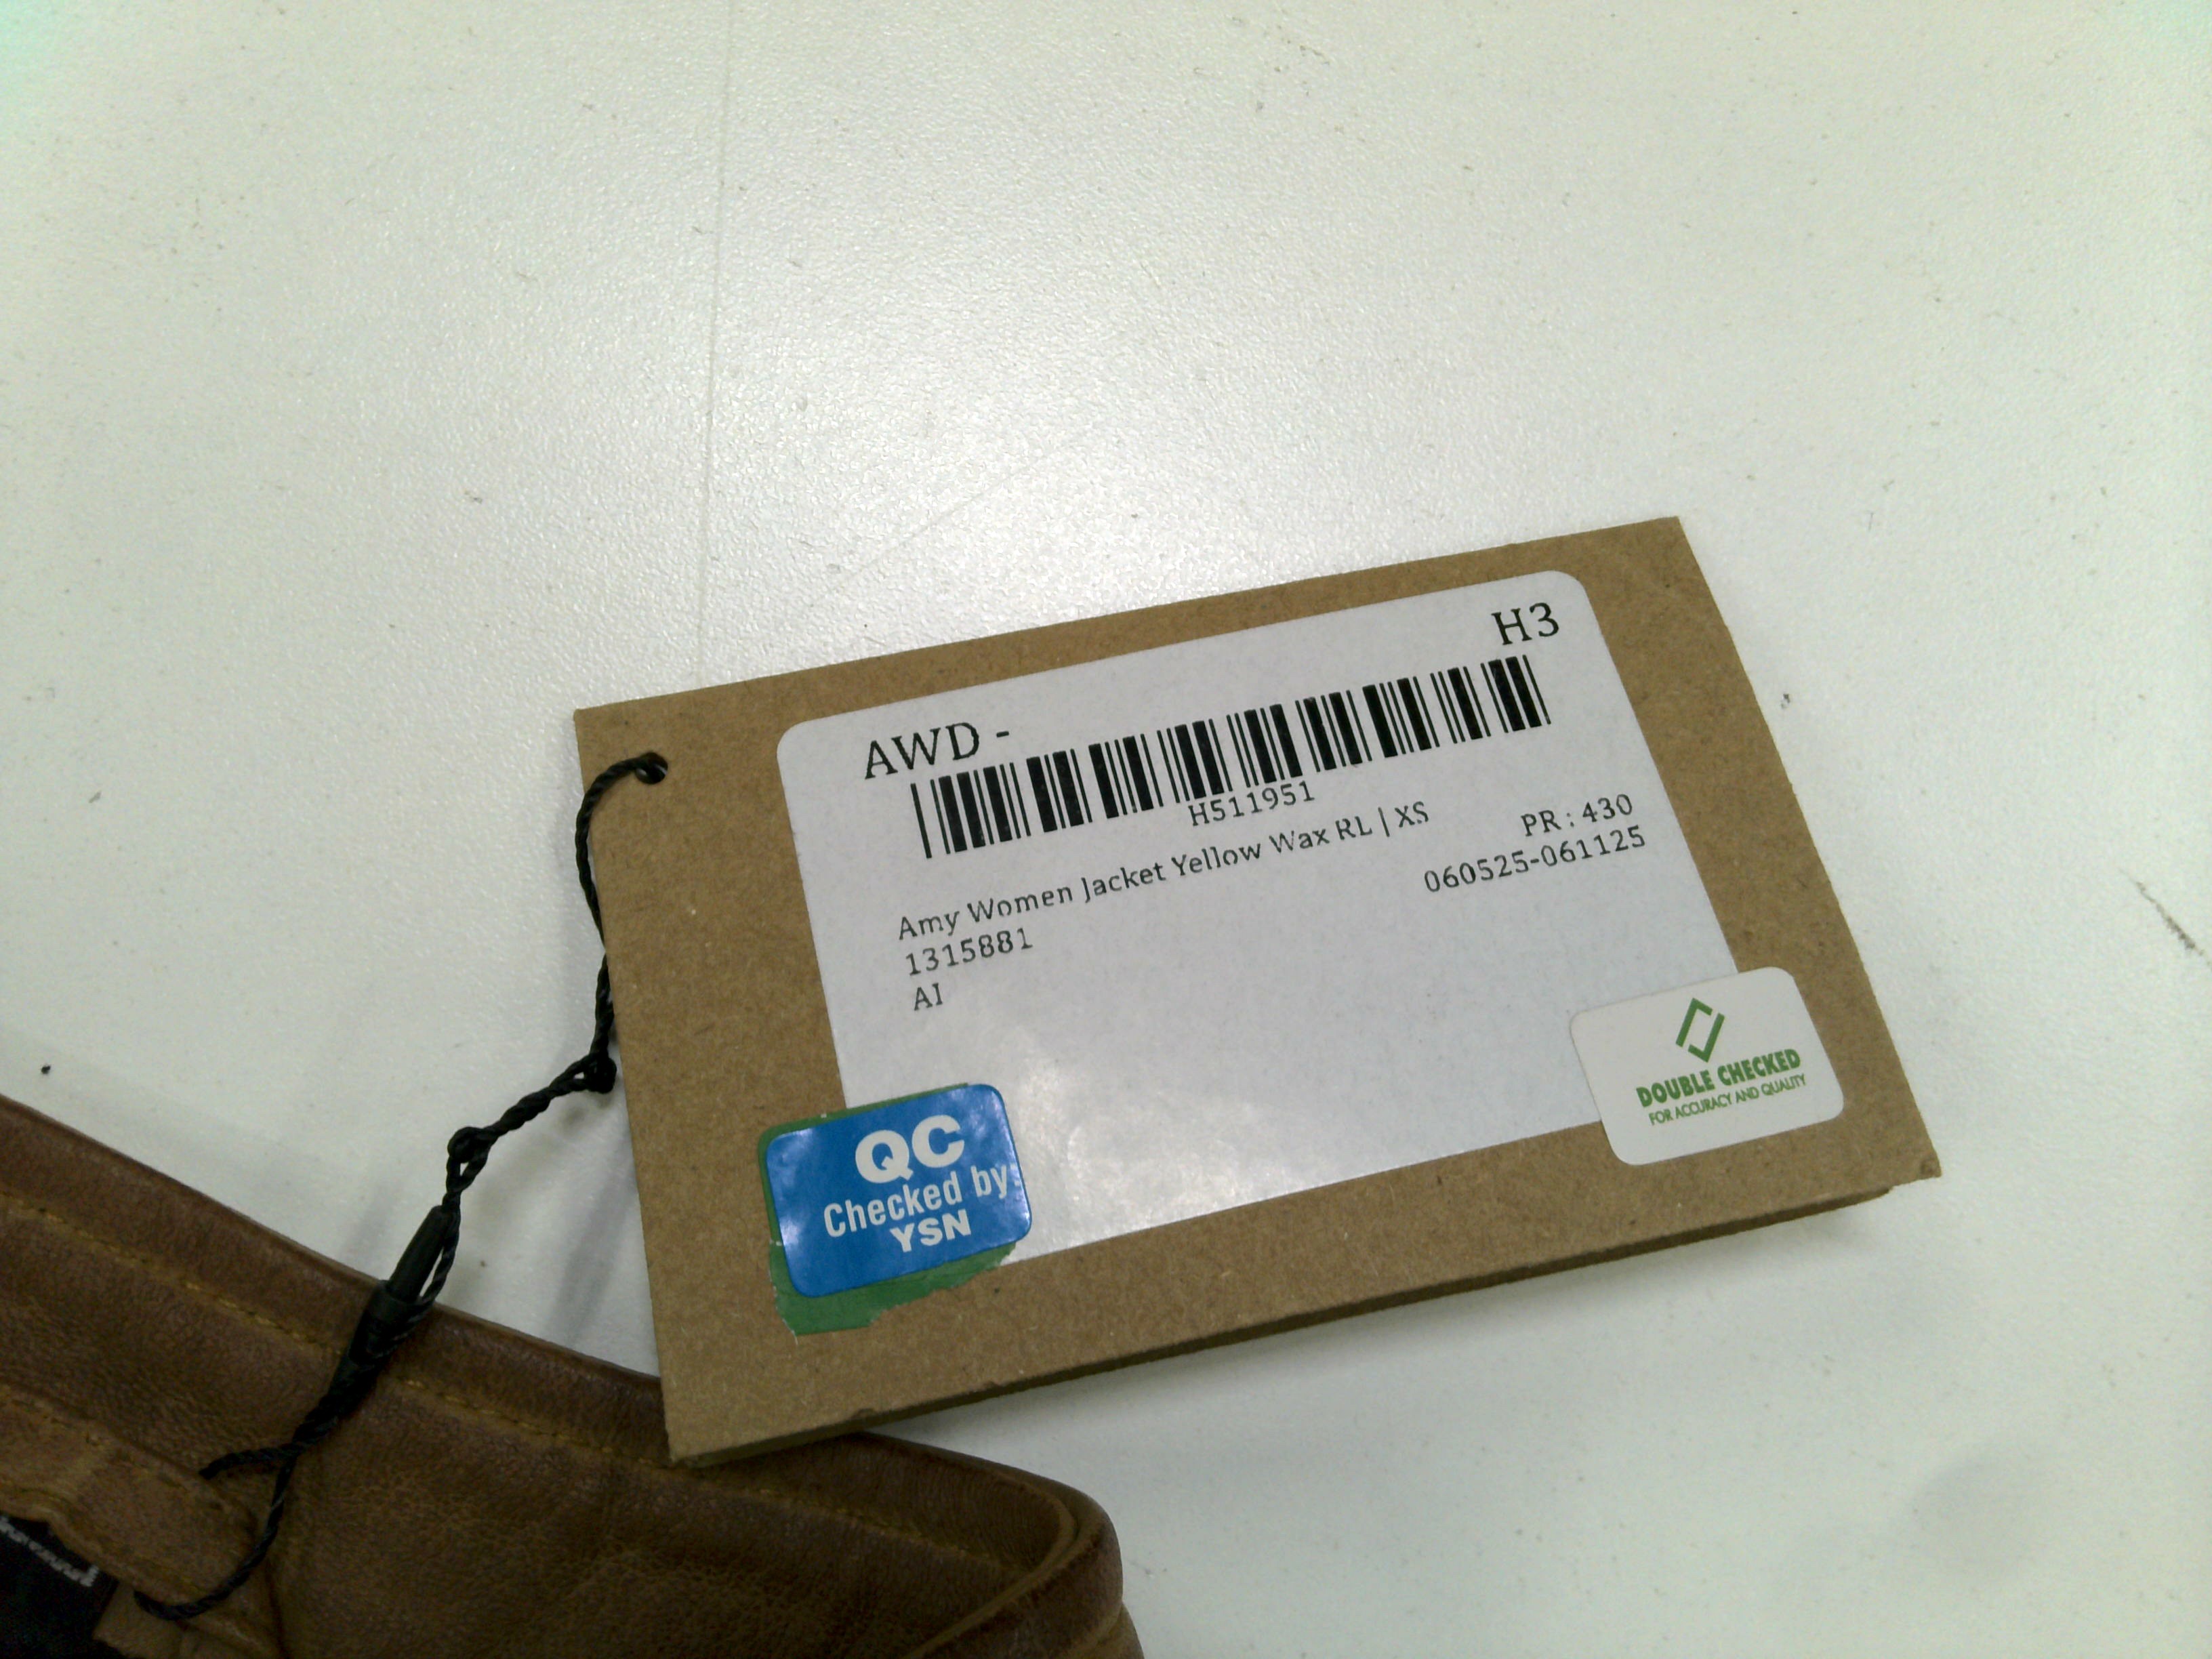 AWD -
H3
H511951
Amy Women Jacket Yellow Wax RL | XS
PR : 430
1315881
060525-061125
AI
QC
Checked by
YSN
DOUBLE CHECKED
FOR ACCURACY AND QUALITY